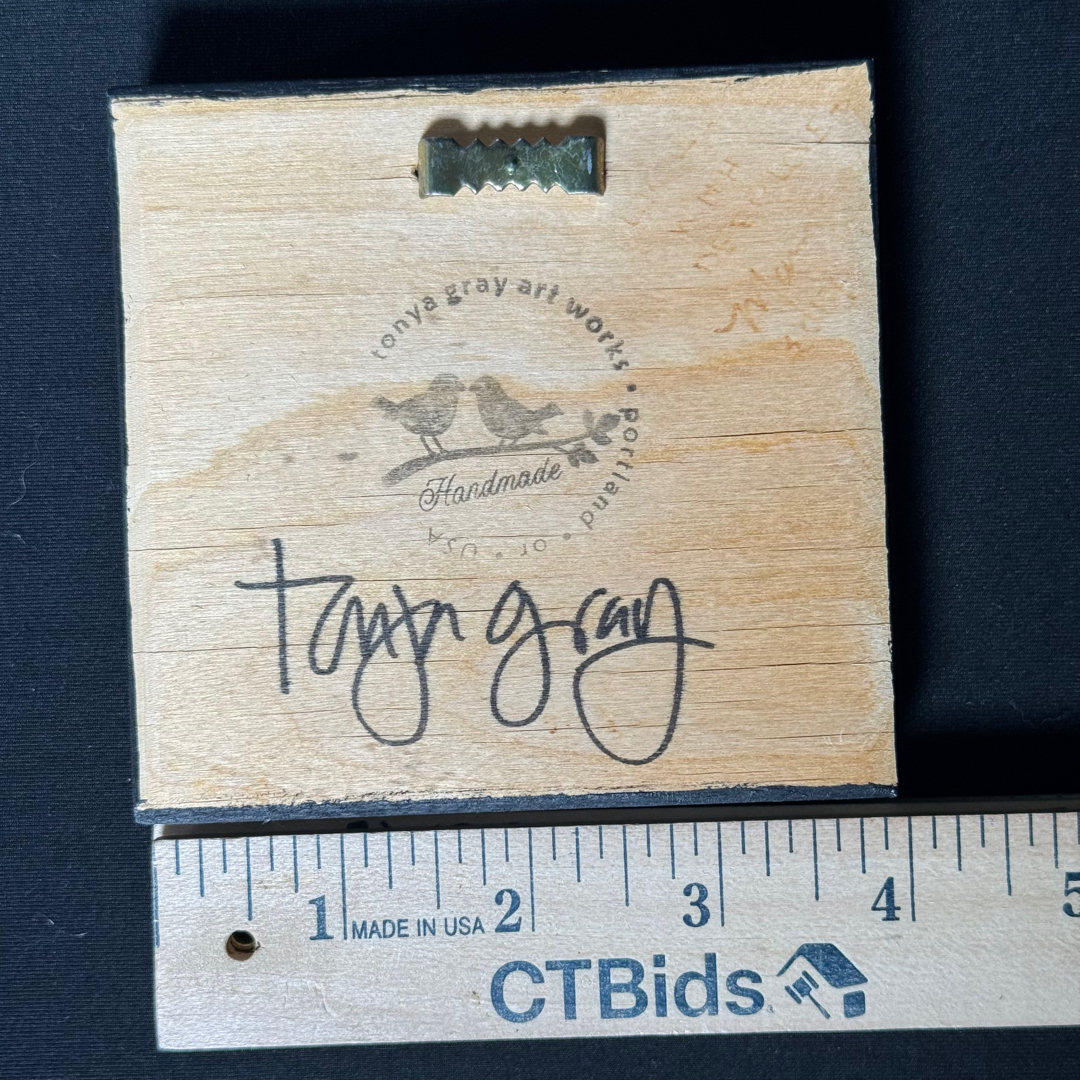 tonya gray art works • portland • or • USA
Handmade
tonya gray
1 2 3 4 5
MADE IN USA
CTBids